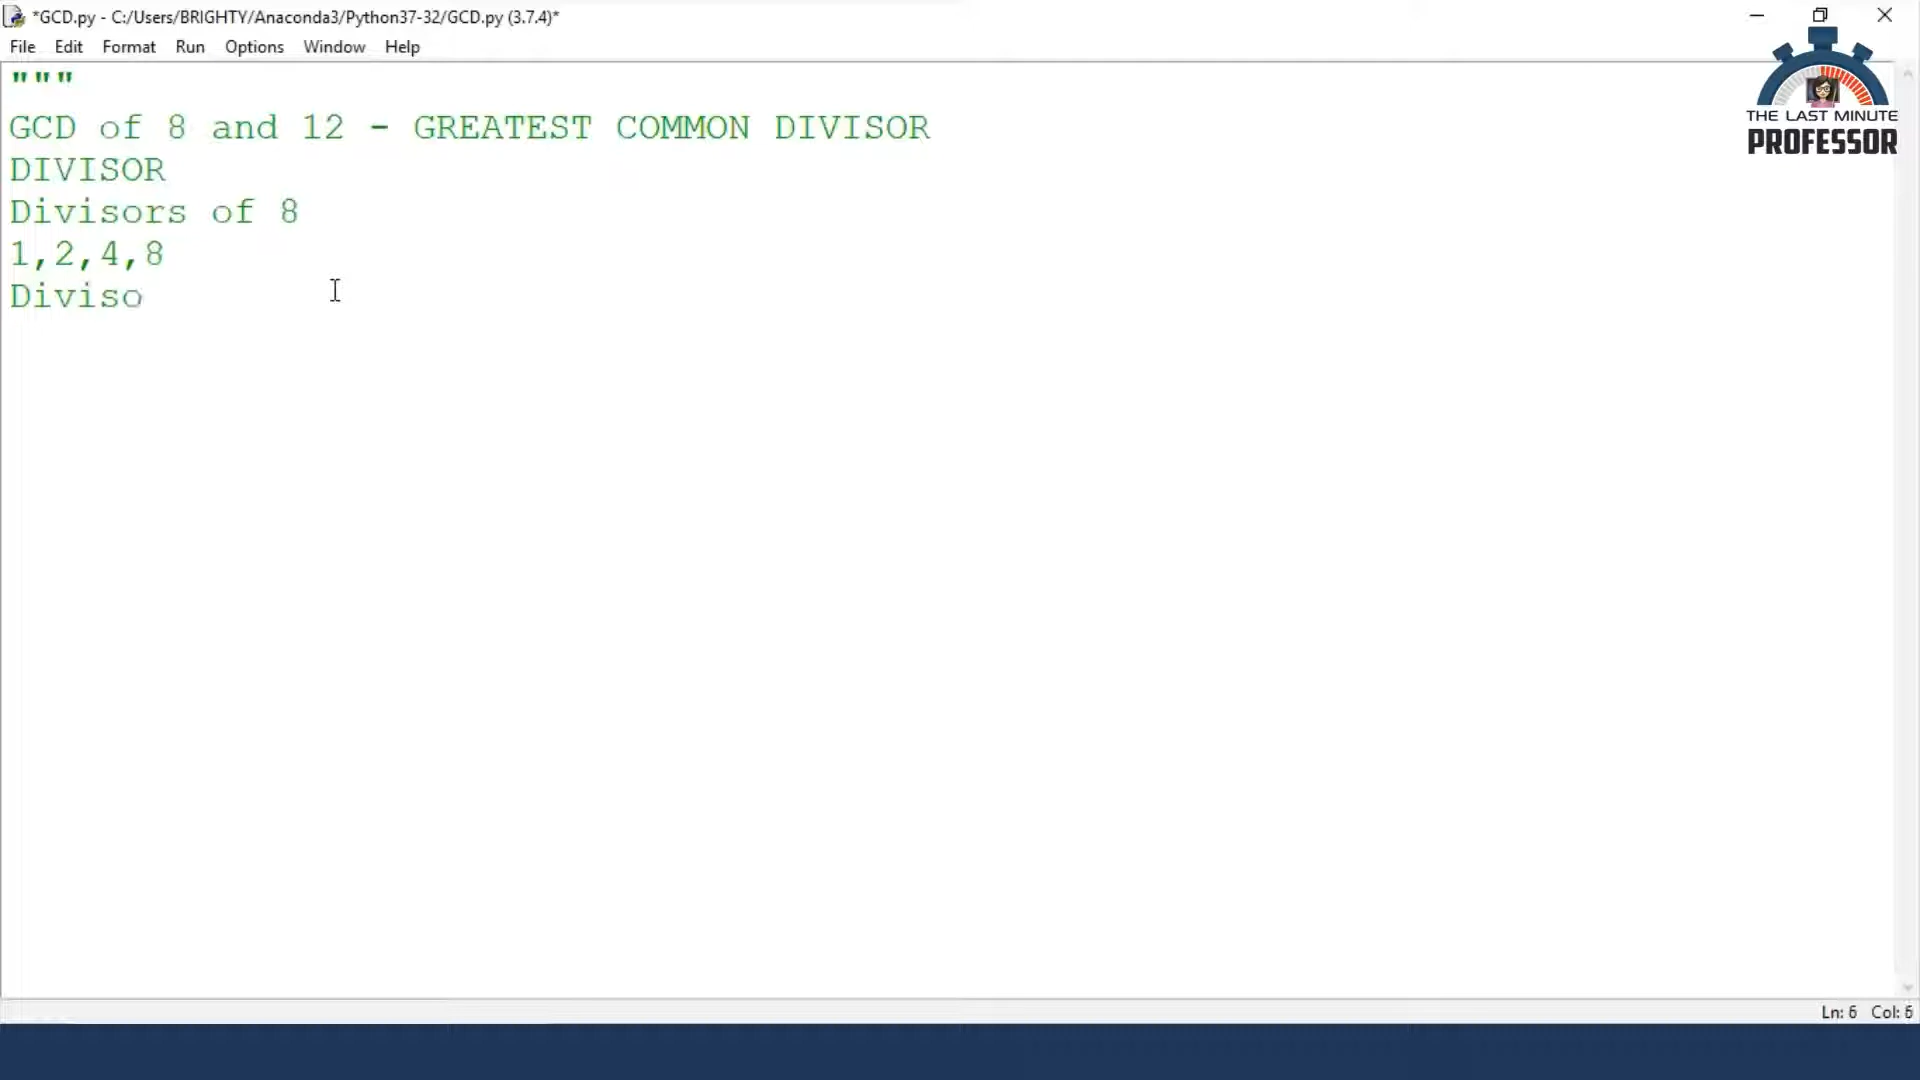 *GCD.py - C:/Users/BRIGHTY/Anaconda3/Python37-32/GCD.py (3.7.4)*
File Edit Format Run Options Window Help
"""
GCD of 8 and 12 - GREATEST COMMON DIVISOR
DIVISOR
Divisors of 8
1,2,4,8
Diviso
THE LAST MINUTE
PROFESSOR
Ln: 6 Col: 6